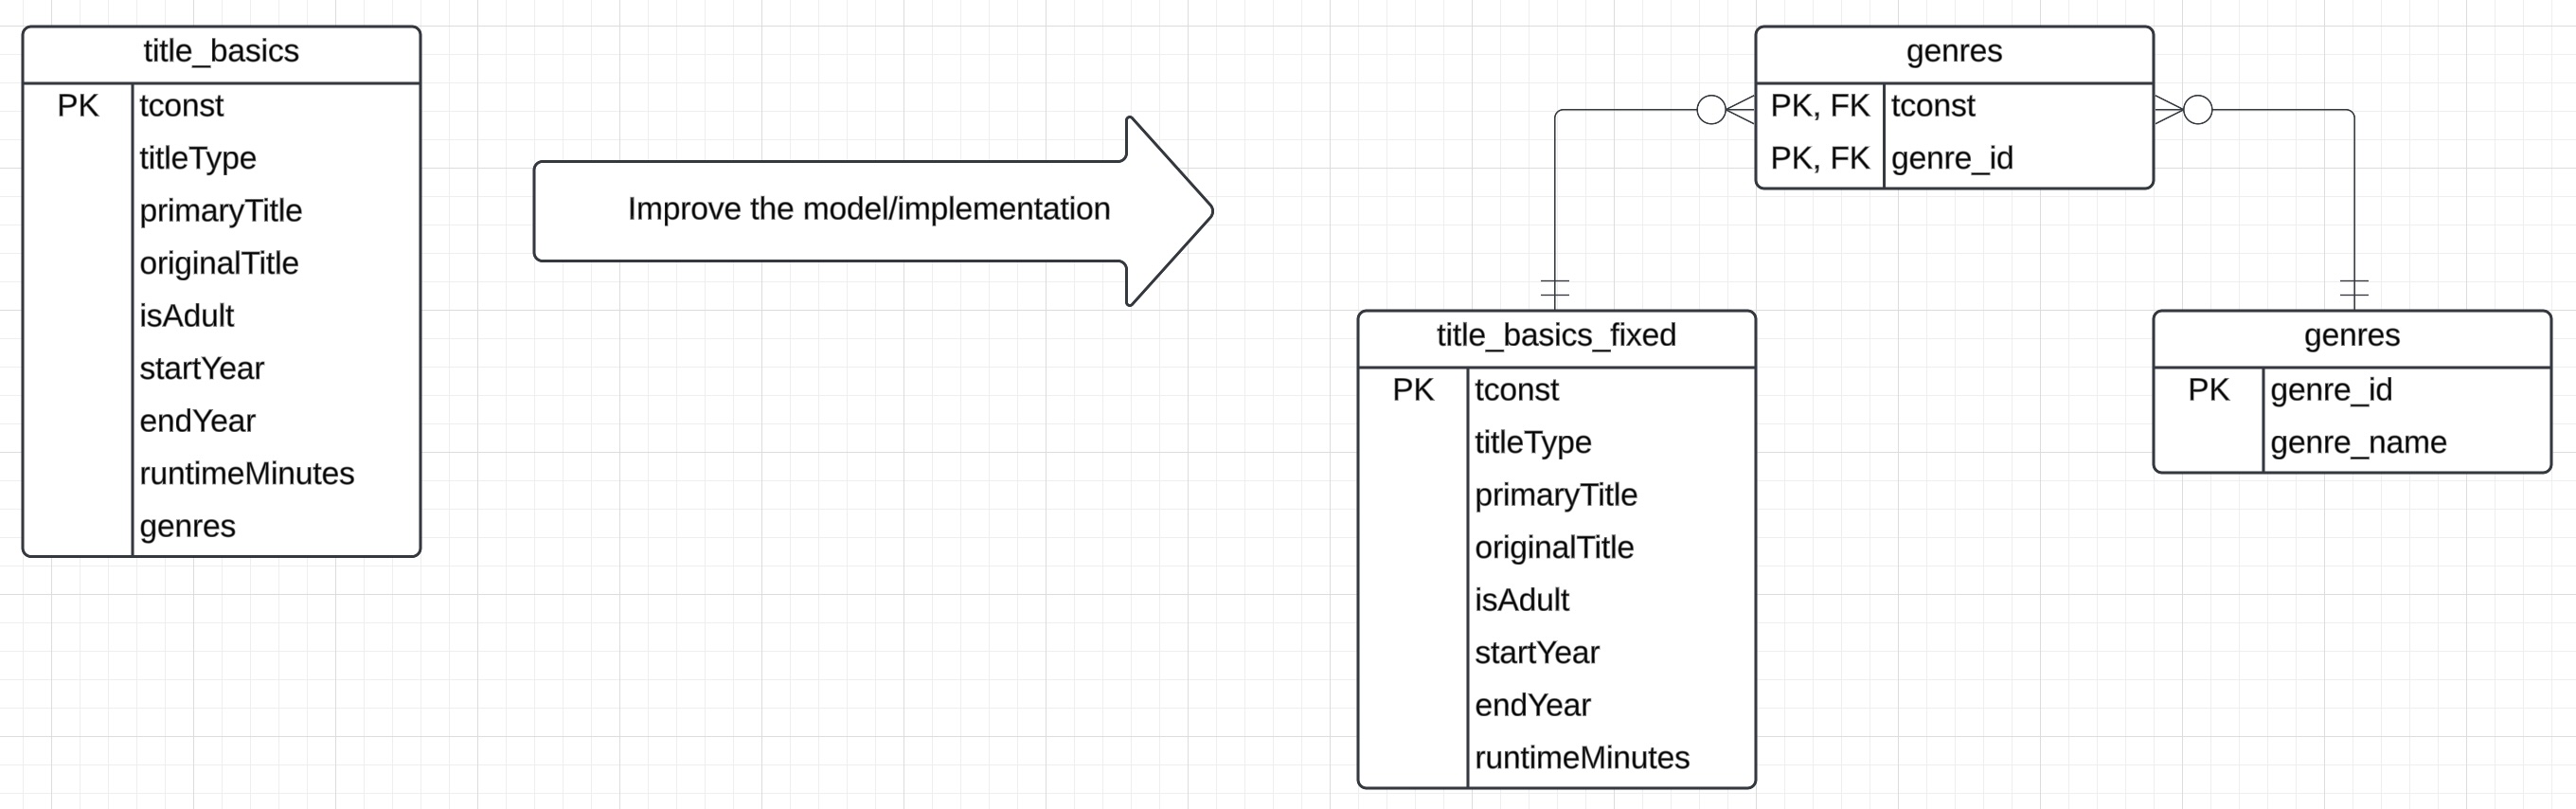 title_basics
PK tconst
titleType
primaryTitle
originalTitle
isAdult
startYear
endYear
runtimeMinutes
genres
Improve the model/implementation
genres
PK, FK tconst
PK, FK genre_id
title_basics_fixed
PK tconst
titleType
primaryTitle
originalTitle
isAdult
startYear
endYear
runtimeMinutes
genres
PK genre_id
genre_name